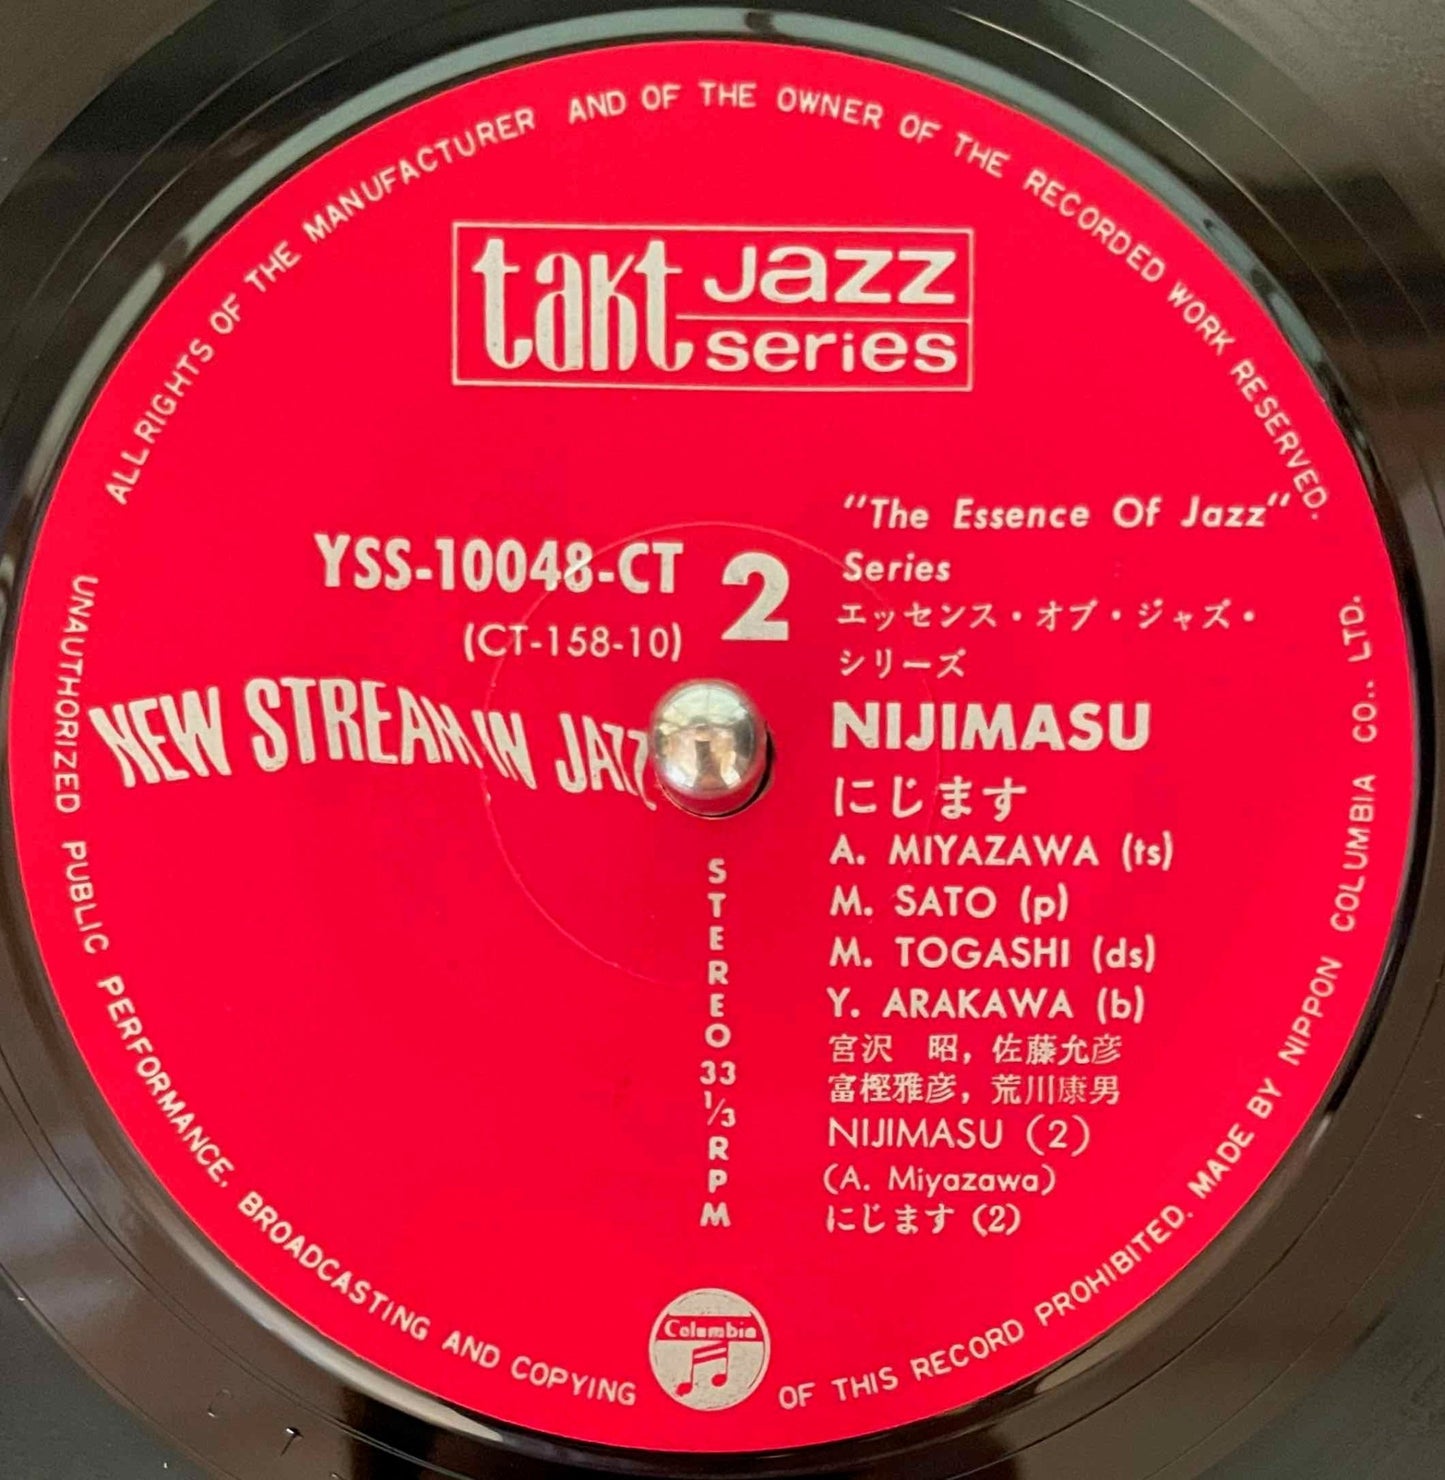 ALL RIGHTS OF THE MANUFACTURER AND OF THE OWNER OF THE RECORDED WORK RESERVED.
takt jazz
series
"The Essence Of Jazz"
Series
エッセンス・オブ・ジャズ・
シリーズ
YSS-10048-CT 2
(CT-158-10)
NEW STREAM IN JAZZ
NIJIMASU
にじます
A. MIYAZAWA (ts)
M. SATO (p)
M. TOGASHI (ds)
Y. ARAKAWA (b)
宮沢 昭, 佐藤允彦
富樫雅彦, 荒川康男
NIJIMASU (2)
(A. Miyazawa)
にじます (2)
STEREO 33 1/3 RPM
Columbia
UNAUTHORIZED PUBLIC PERFORMANCE, BROADCASTING AND COPYING OF THIS RECORD PROHIBITED. MADE BY NIPPON COLUMBIA CO., LTD.